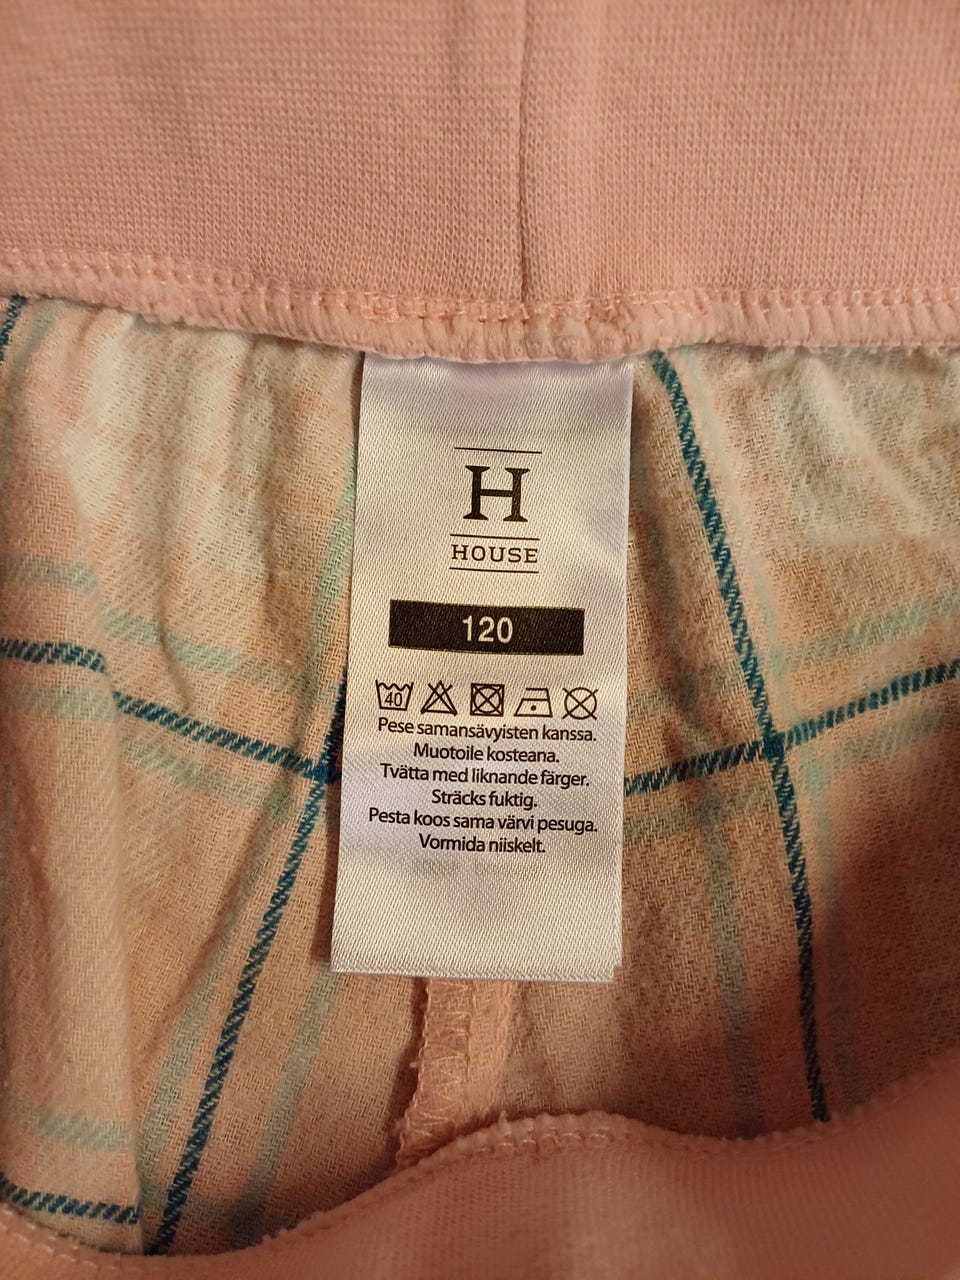 H
HOUSE
120
40
Pese samansävyisten kanssa.
Muotoile kosteana.
Tvätta med liknande färger.
Sträcks fuktig.
Pesta koos sama värvi pesuga.
Vormida niiskelt.